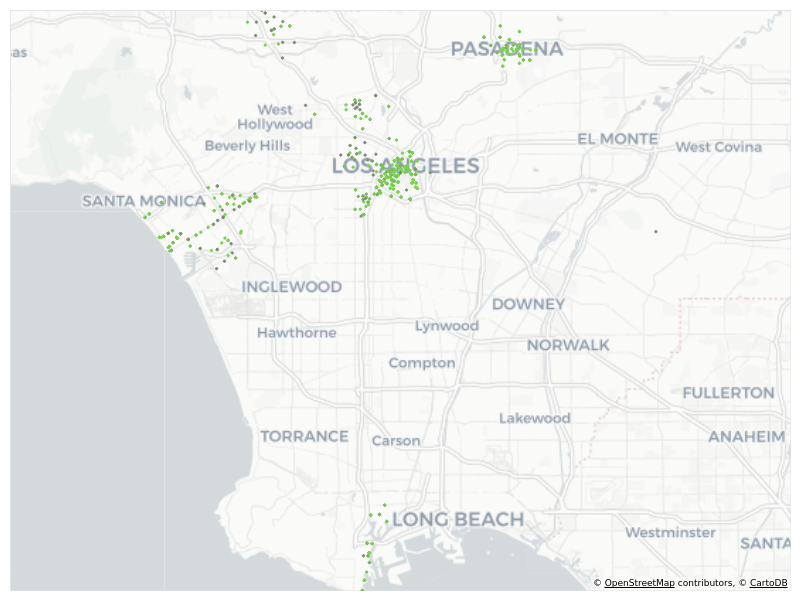 PASADENA
as
West
Hollywood
EL MONTE
West Covina
Beverly Hills
LOS ANGELES
SANTA MONICA
INGLEWOOD
DOWNEY
Hawthorne
Lynwood
NORWALK
Compton
FULLERTON
Lakewood
TORRANCE
Carson
ANAHEIM
LONG BEACH
Westminster
SANTA
© OpenStreetMap contributors, © CartoDB